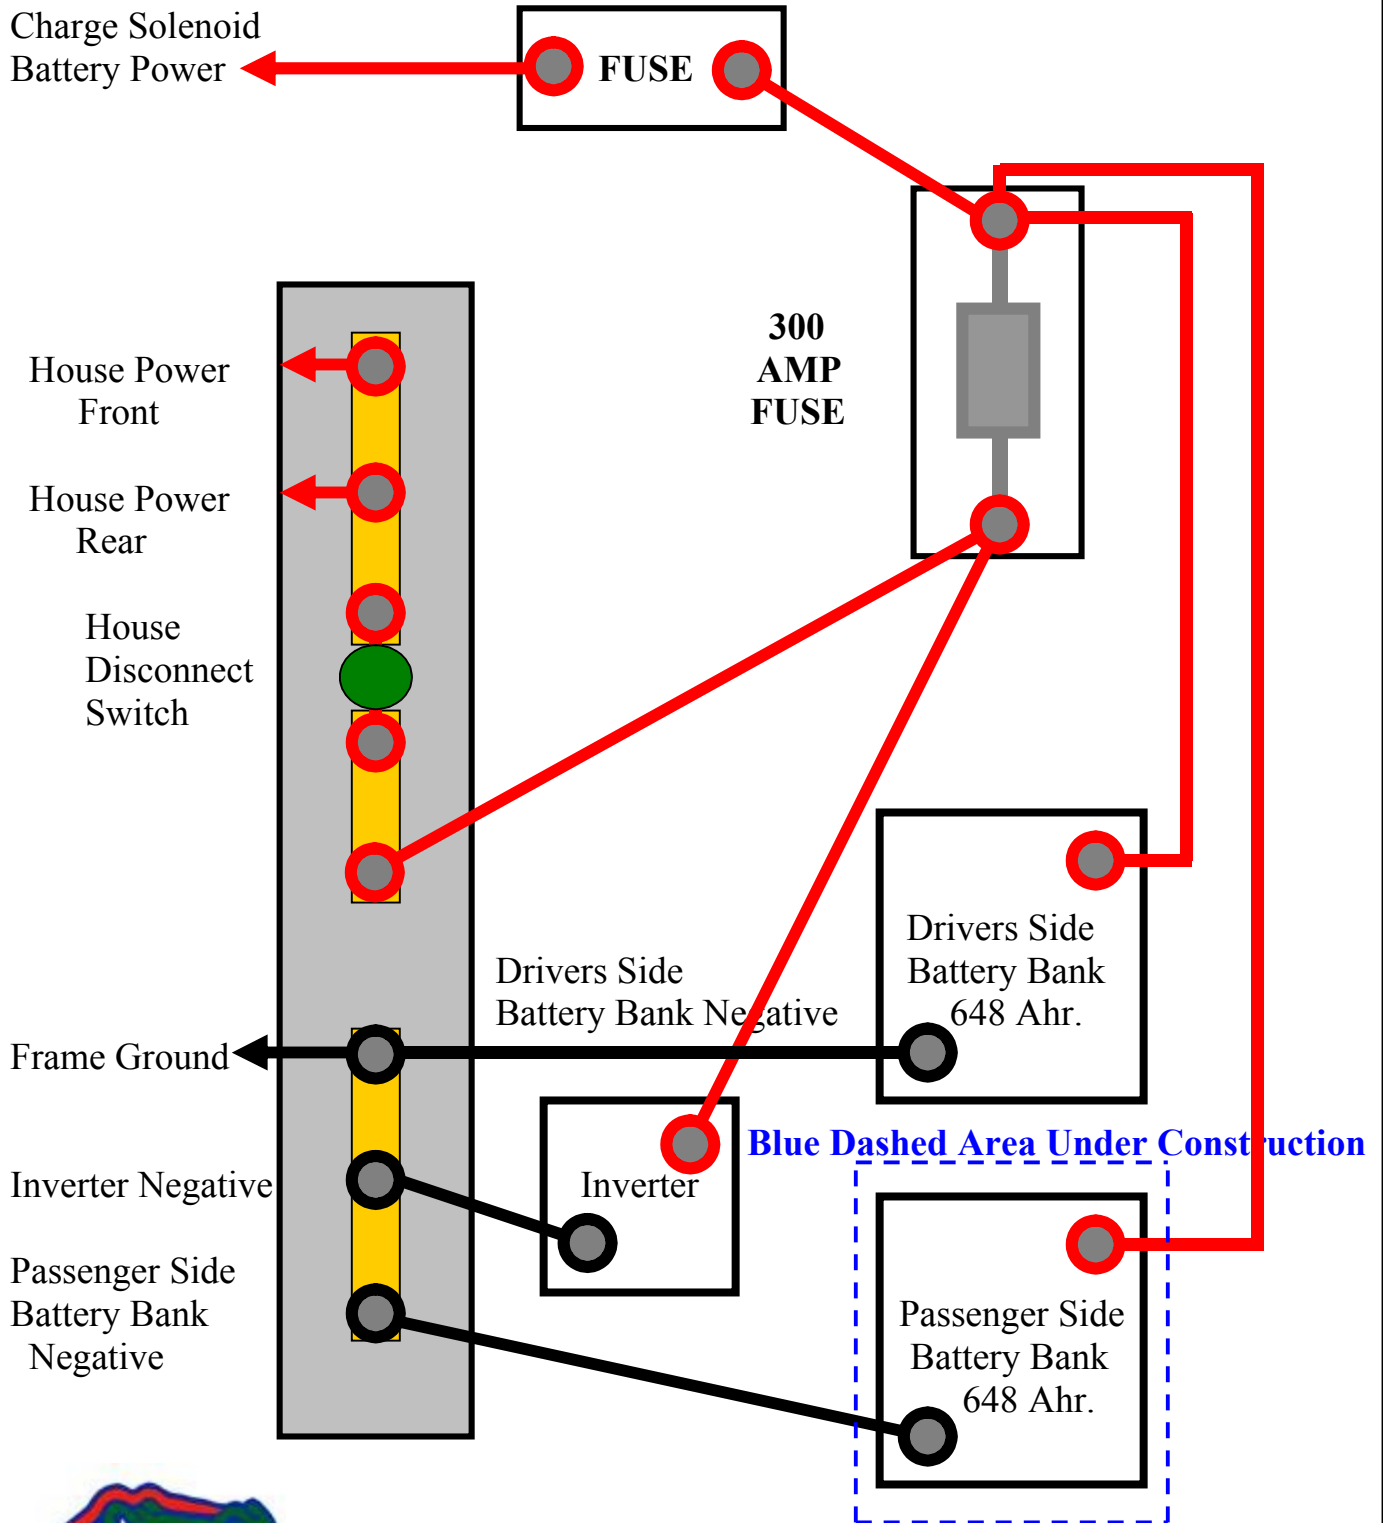 Charge Solenoid
Battery Power
FUSE
300
AMP
FUSE
House Power
Front
House Power
Rear
House
Disconnect
Switch
Drivers Side
Battery Bank
648 Ahr.
Drivers Side
Battery Bank Negative
Frame Ground
Blue Dashed Area Under Construction
Inverter Negative
Inverter
Passenger Side
Battery Bank
Negative
Passenger Side
Battery Bank
648 Ahr.